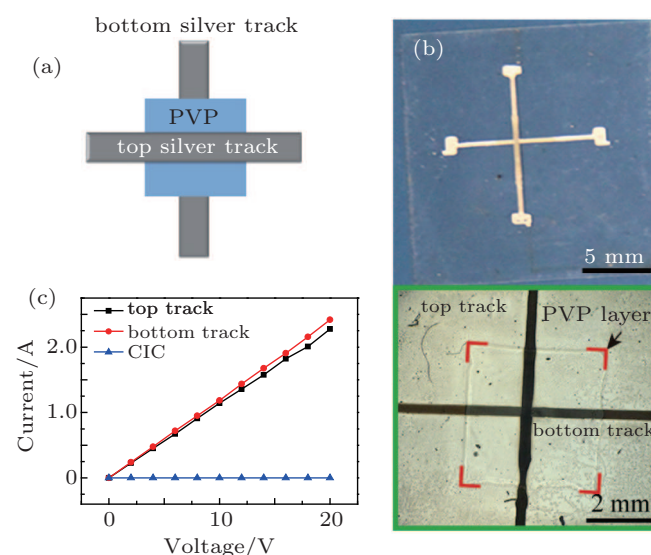 bottom silver track
(a)
PVP
top silver track
(b)
5 mm
(c)
top track
bottom track
CIC
2.0
1.0
0
Current/A
0
10
20
Voltage/V
top track
PVP layer
bottom track
2 mm